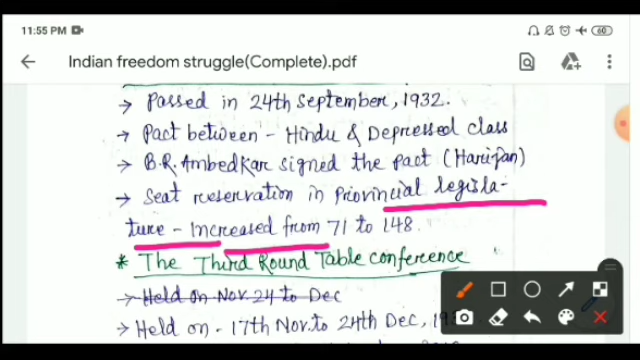 11:55 PM
60
Indian freedom struggle(Complete).pdf
→ Passed in 24th September, 1932.
→ Pact between - Hindu & Depressed class
→ B.R. Ambedkar signed the pact (Harijan)
→ Seat reservation in Provincial legisla-
ture - Increased from 71 to 148.
* The Third Round Table conference
→ Held on Nov 24 to Dec
→ Held on - 17th Nov. to 24th Dec,